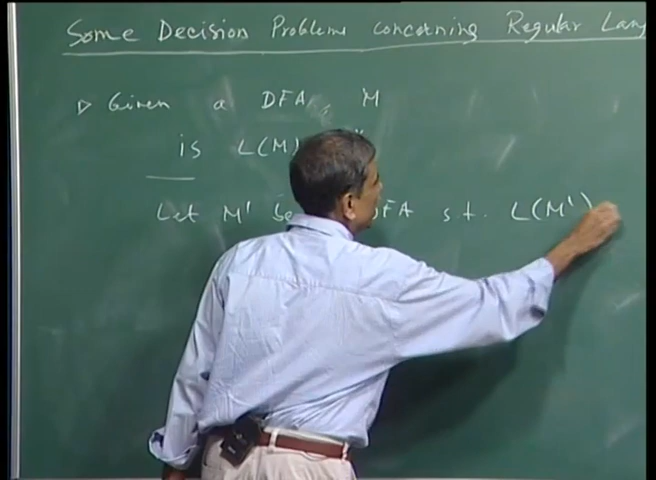 Some Decision Problems concerning Regular Lang
▷ Given a DFA, M
is L(M)
Let M' be DFA s.t. L(M')